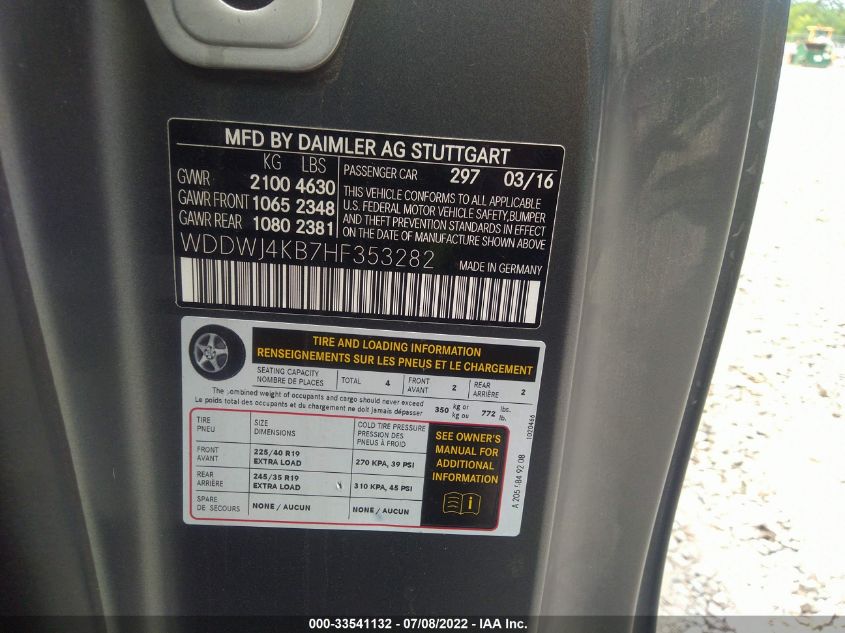 MFD BY DAIMLER AG STUTTGART
KG LBS
GVWR 2100 4630
GAWR FRONT 1065 2348
GAWR REAR 1080 2381
PASSENGER CAR 297 03/16
THIS VEHICLE CONFORMS TO ALL APPLICABLE
U.S. FEDERAL MOTOR VEHICLE SAFETY,BUMPER
AND THEFT PREVENTION STANDARDS IN EFFECT
ON THE DATE OF MANUFACTURE SHOWN ABOVE
WDDWJ4KB7HF353282
MADE IN GERMANY
TIRE AND LOADING INFORMATION
RENSEIGNEMENTS SUR LES PNEUS ET LE CHARGEMENT
SEATING CAPACITY
NOMBRE DE PLACES
TOTAL 4
FRONT
AVANT 2
REAR
ARRIÈRE 2
The combined weight of occupants and cargo should never exceed
Le poids total des occupants et du chargement ne doit jamais dépasser
350 kg or
kg ou
772 lbs.
lb.
TIRE
PNEU
SIZE
DIMENSIONS
COLD TIRE PRESSURE
PRESSION DES
PNEUS À FROID
FRONT
AVANT
225/40 R19
EXTRA LOAD
270 KPA, 39 PSI
REAR
ARRIÈRE
245/35 R19
EXTRA LOAD
310 KPA, 45 PSI
SPARE
DE SECOURS
NONE / AUCUN
NONE / AUCUN
SEE OWNER'S
MANUAL FOR
ADDITIONAL
INFORMATION
A 205 584 92 08
000-33541132 - 07/08/2022 - IAA Inc.